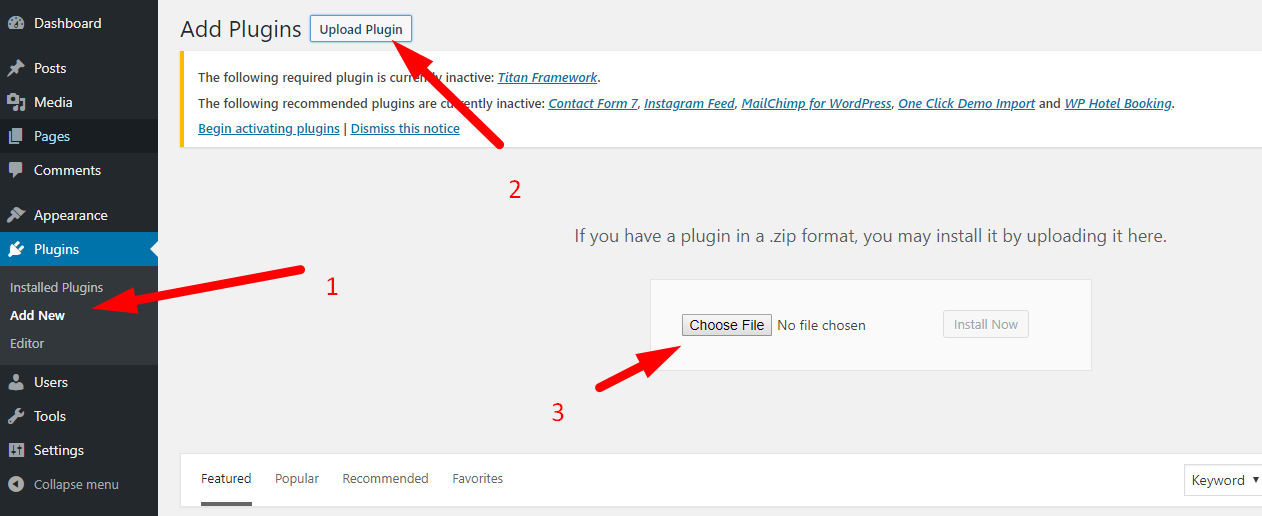 Dashboard
Posts
Media
Pages
Comments
Appearance
Plugins
Installed Plugins
Add New
Editor
Users
Tools
Settings
Collapse menu
Add Plugins Upload Plugin
The following required plugin is currently inactive: Titan Framework.
The following recommended plugins are currently inactive: Contact Form 7, Instagram Feed, MailChimp for WordPress, One Click Demo Import and WP Hotel Booking.
Begin activating plugins | Dismiss this notice
2
If you have a plugin in a .zip format, you may install it by uploading it here.
1
Choose File No file chosen Install Now
3
Featured Popular Recommended Favorites Keyword